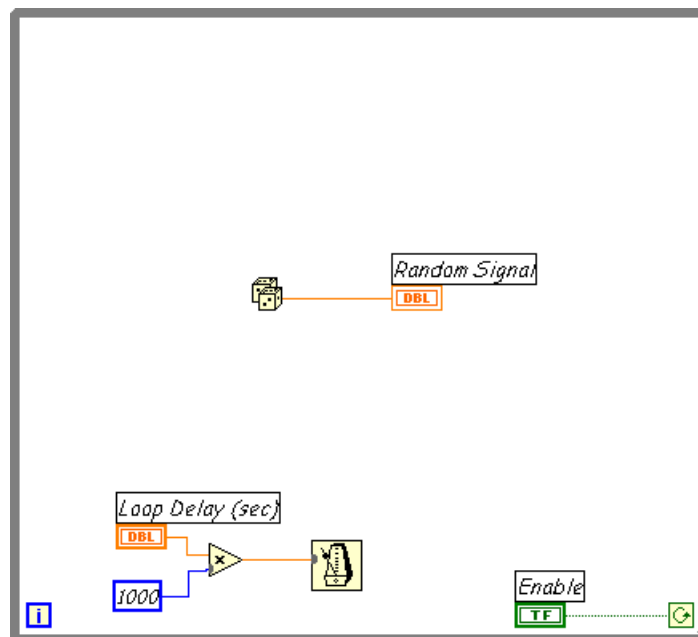 Random Signal
DBL
Loop Delay (sec)
DBL
x
1000
Enable
TF
i